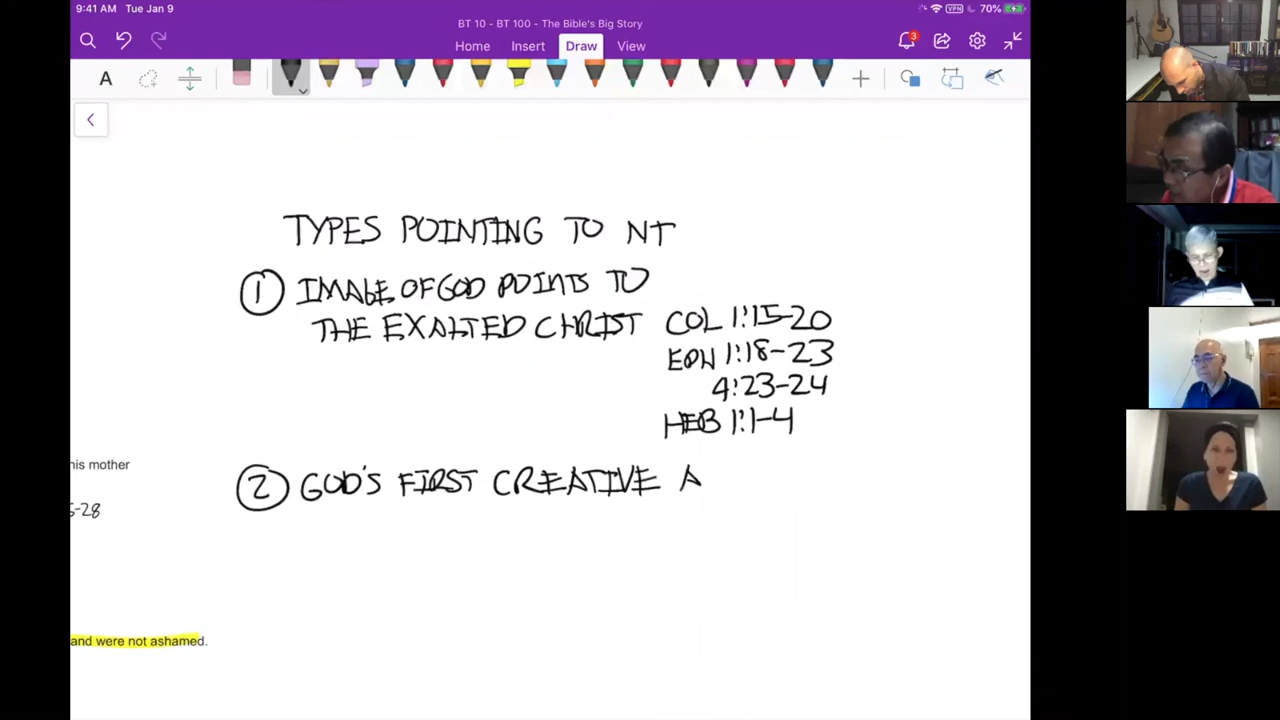 9:41 AM Tue Jan 9
VPN 70%
BT 10 - BT 100 - The Bible's Big Story
Home Insert Draw View
3
A
TYPES POINTING TO NT
1 IMAGE OF GOD POINTS TO
THE EXALTED CHRIST
COL 1:15-20
EPH 1:18-23
4:23-24
HEB 1:1-4
his mother
2 GOD'S FIRST CREATIVE A
5-28
and were not ashamed.